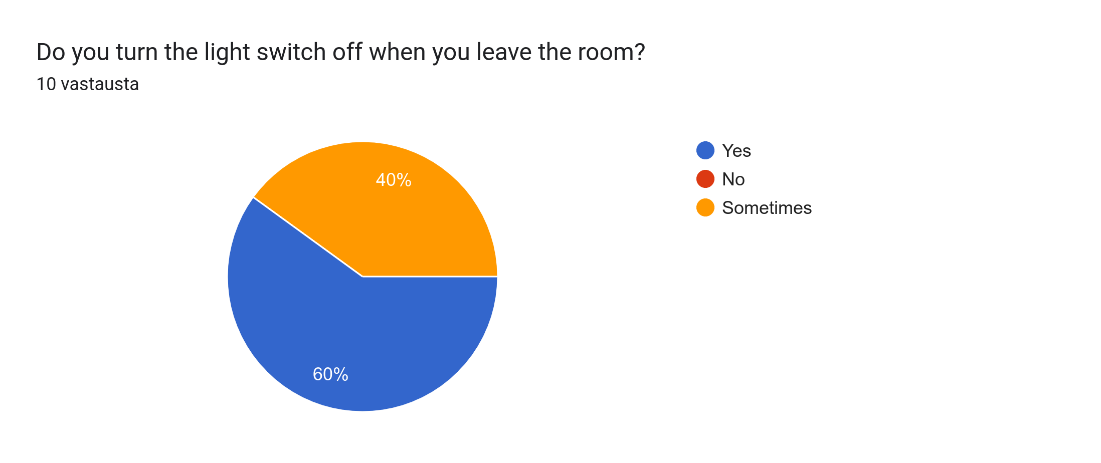 Do you turn the light switch off when you leave the room?
10 vastausta
Yes
No
Sometimes
40%
60%